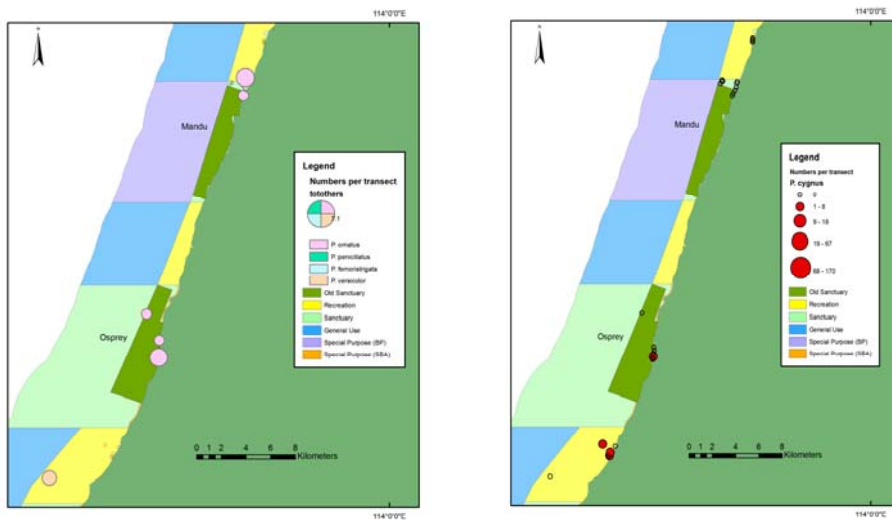 114°0'0"E
Mandu
Osprey
Legend
Numbers per transect
totothers
P. ornatus
P. penicillatus
P. femoristrigata
P. versicolor
Old Sanctuary
Recreation
Sanctuary
General Use
Special Purpose (BP)
Special Purpose (SBA)
0 1 2 4 6 8
Kilometers
114°0'0"E
114°0'0"E
Mandu
Osprey
Legend
Numbers per transect
P. cygnus
0
1 - 8
9 - 18
19 - 67
68 - 170
Old Sanctuary
Recreation
Sanctuary
General Use
Special Purpose (BP)
Special Purpose (SBA)
0 1 2 4 6 8
Kilometers
114°0'0"E